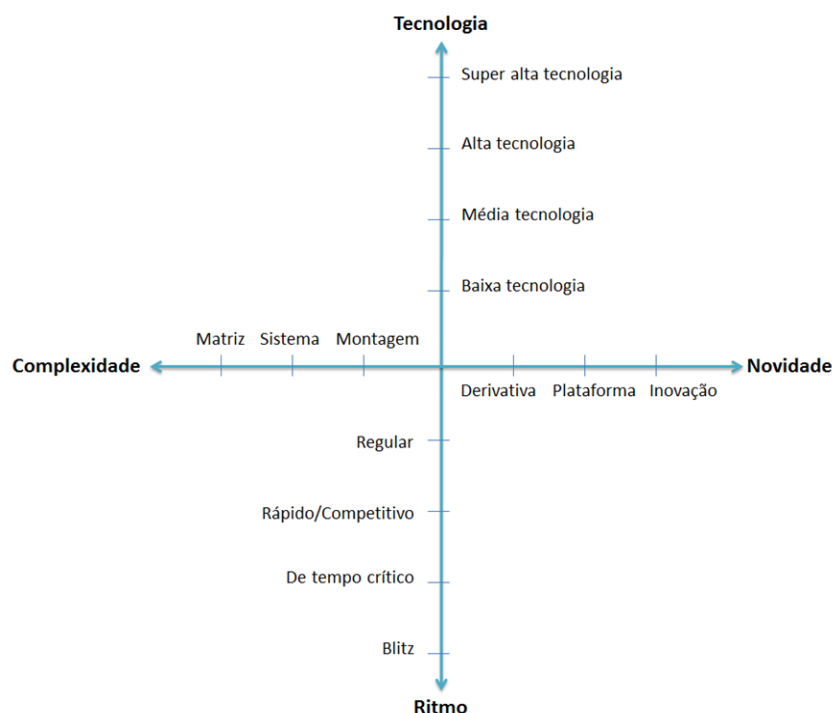 Tecnologia
Super alta tecnologia
Alta tecnologia
Média tecnologia
Baixa tecnologia
Matriz Sistema Montagem
Complexidade Novidade
Derivativa Plataforma Inovação
Regular
Rápido/Competitivo
De tempo crítico
Blitz
Ritmo